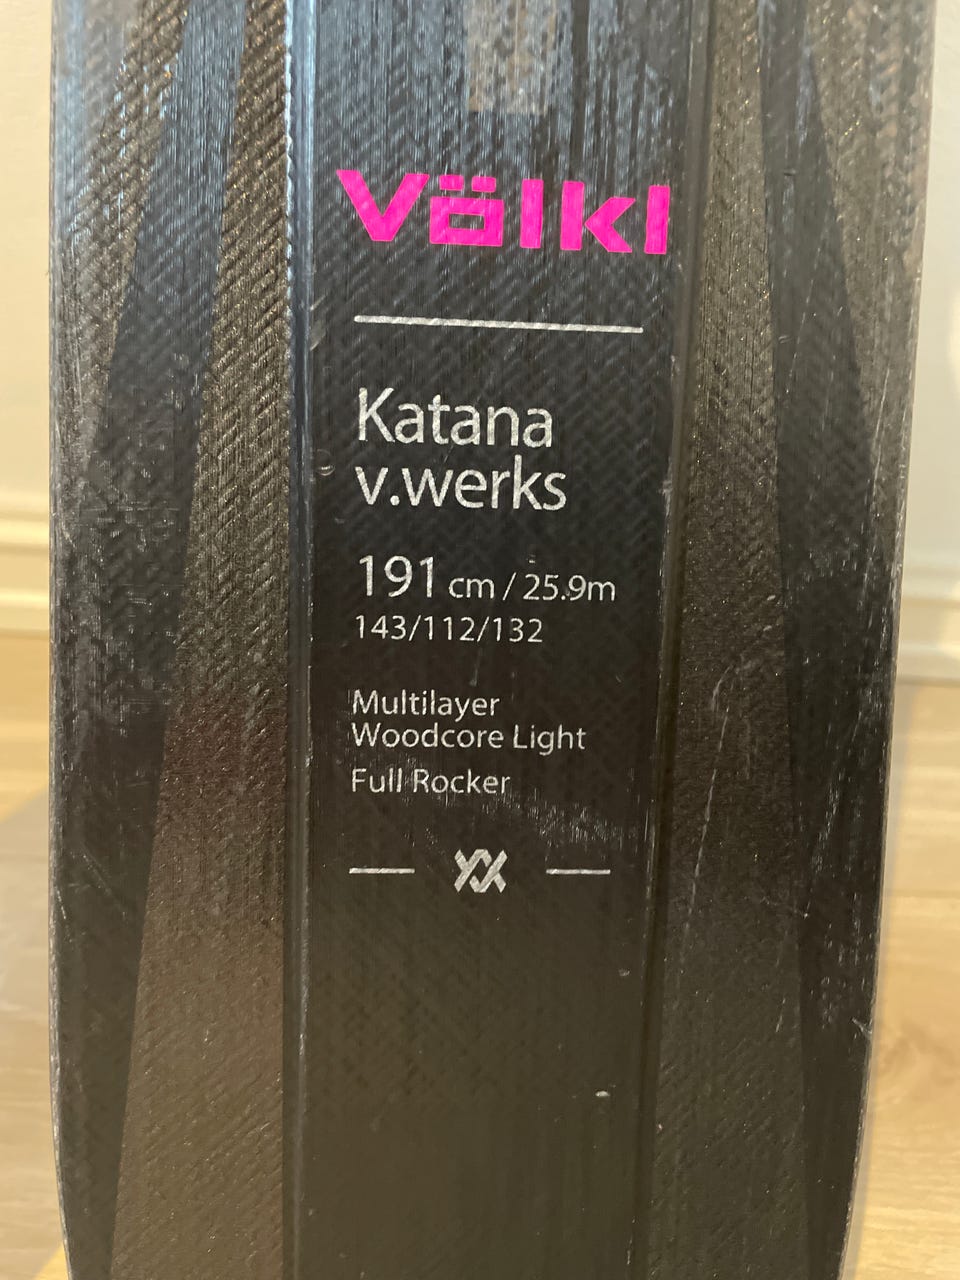 Völkl
Katana
v.werks
191 cm / 25.9m
143/112/132
Multilayer
Woodcore Light
Full Rocker